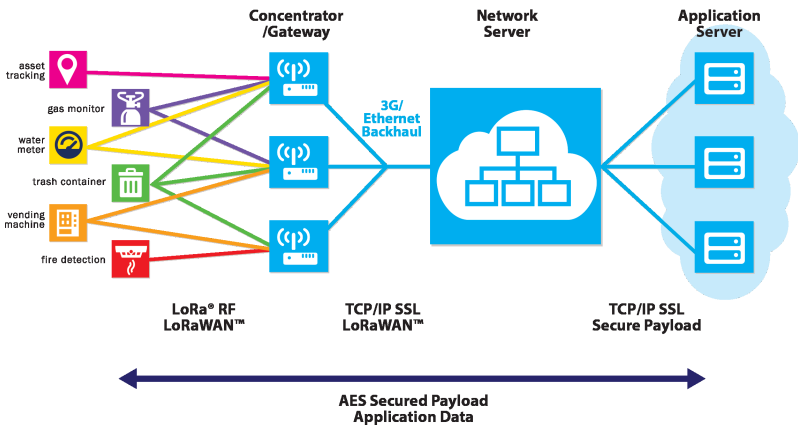 Concentrator
/Gateway
Network
Server
Application
Server
asset
tracking
gas monitor
water
meter
trash container
vending
machine
fire detection
3G/
Ethernet
Backhaul
LoRa® RF
LoRaWAN™
TCP/IP SSL
LoRaWAN™
TCP/IP SSL
Secure Payload
AES Secured Payload
Application Data